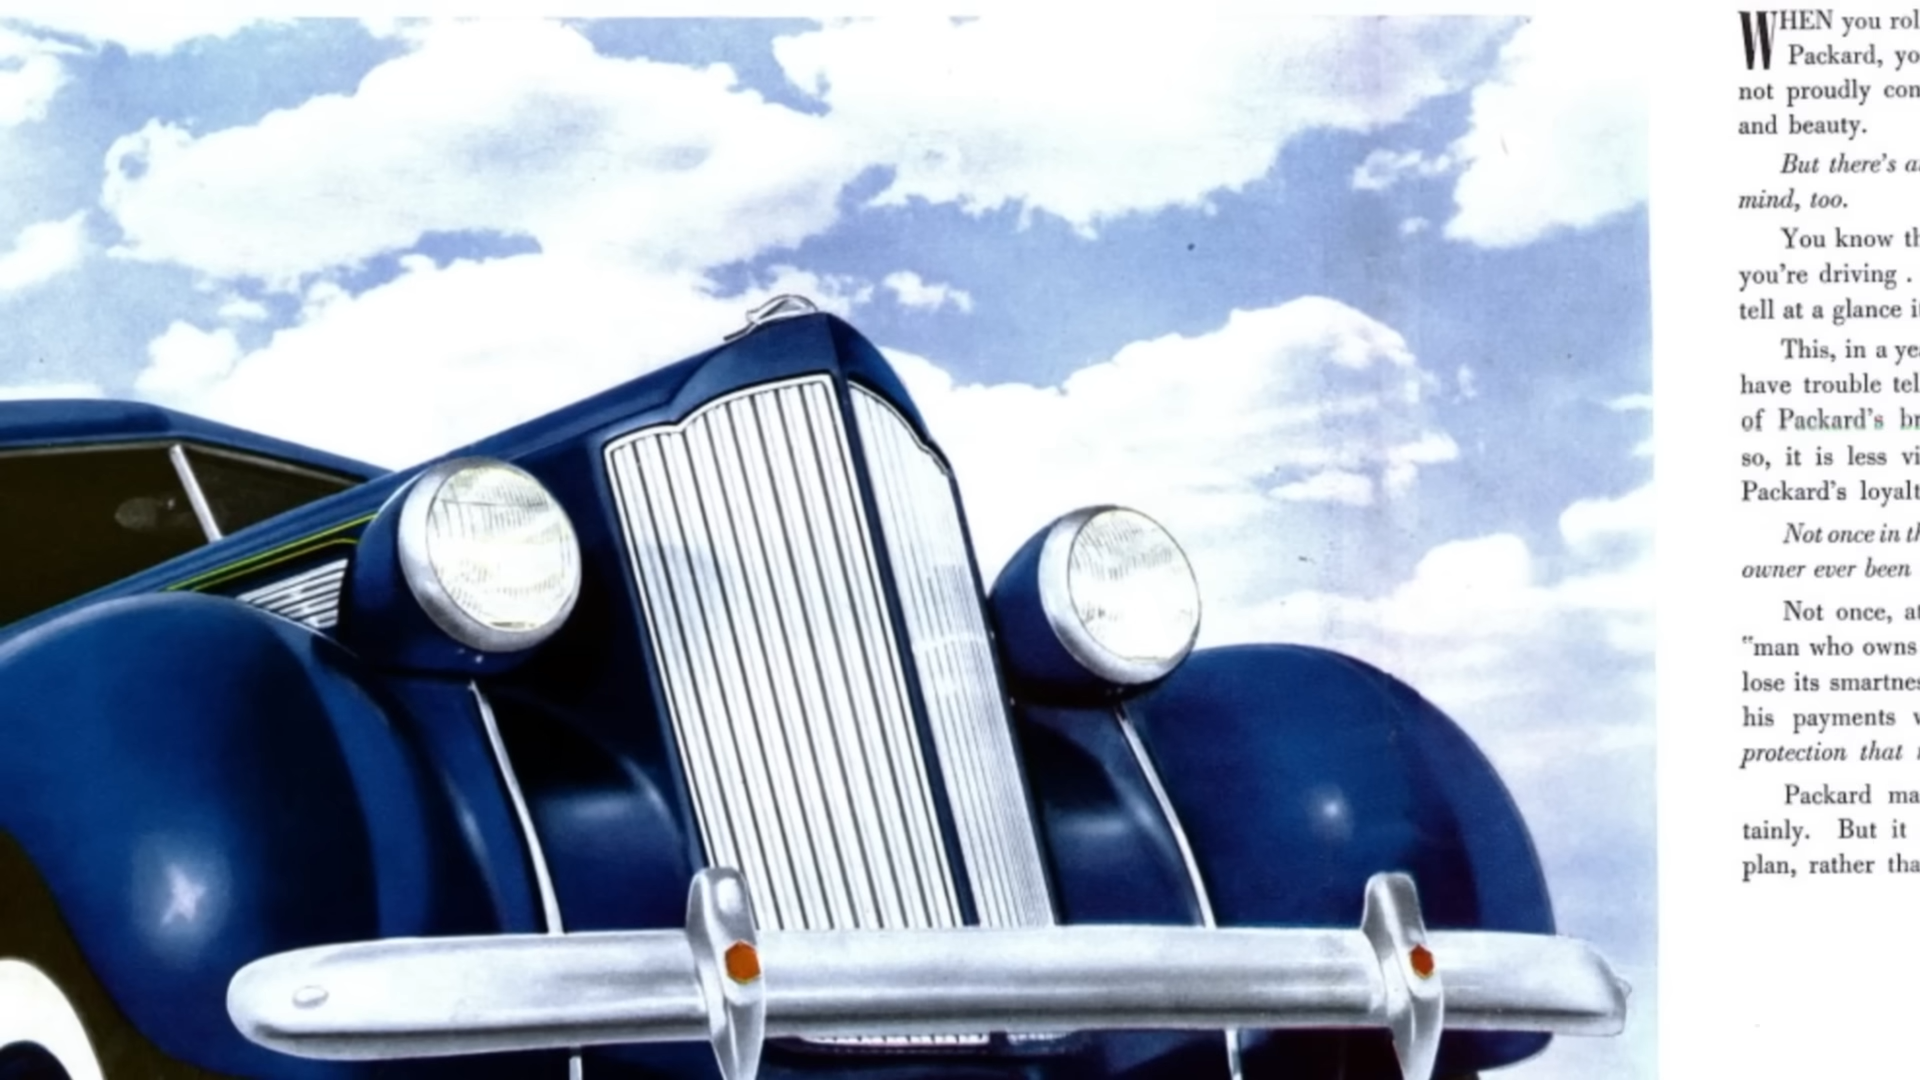 WHEN you rol
Packard, yo
not proudly con
and beauty.
But there's a
mind, too.
You know th
you're driving .
tell at a glance i
This, in a ye
have trouble tel
of Packard's br
so, it is less vi
Packard's loyalt
Not once in th
owner ever been
Not once, at
"man who owns
lose its smartnes
his payments w
protection that
Packard ma
tainly. But it
plan, rather tha